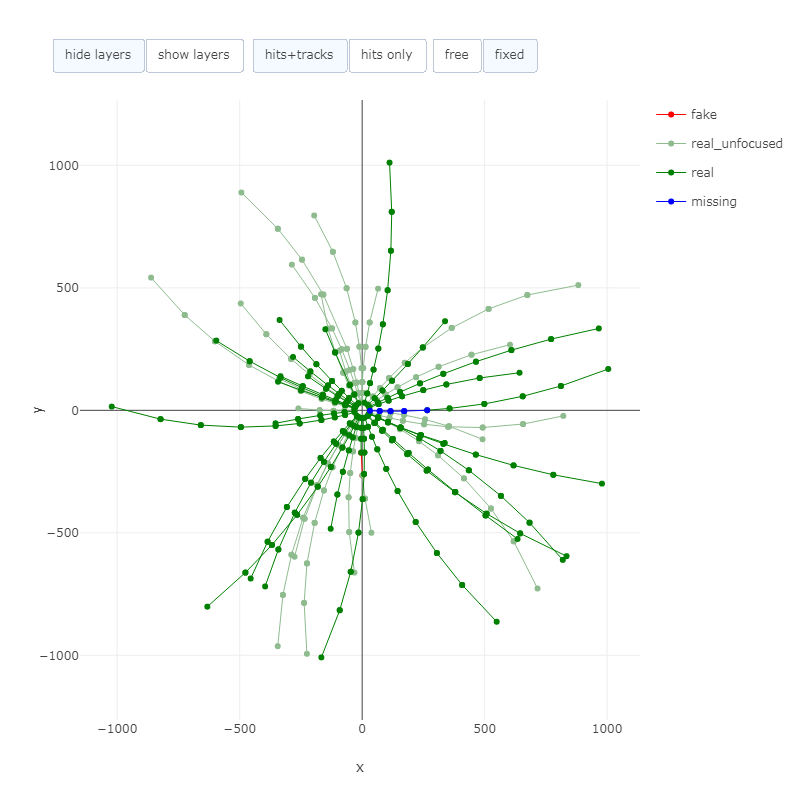 hide layers show layers hits+tracks hits only free fixed
fake
real_unfocused
real
missing
1000
500
0
−500
−1000
y
−1000 −500 0 500 1000
x